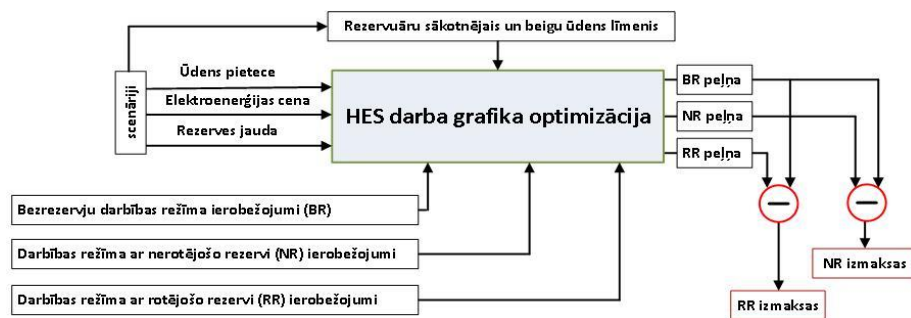 Rezervuāru sākotnējais un beigu ūdens līmenis
scenāriji
Ūdens pietece
Elektroenerģijas cena
Rezerves jauda
HES darba grafika optimizācija
BR peļņa
NR peļņa
RR peļņa
Bezrezervju darbības režīma ierobežojumi (BR)
Darbības režīma ar nerotējošo rezervi (NR) ierobežojumi
Darbības režīma ar rotējošo rezervi (RR) ierobežojumi
NR izmaksas
RR izmaksas